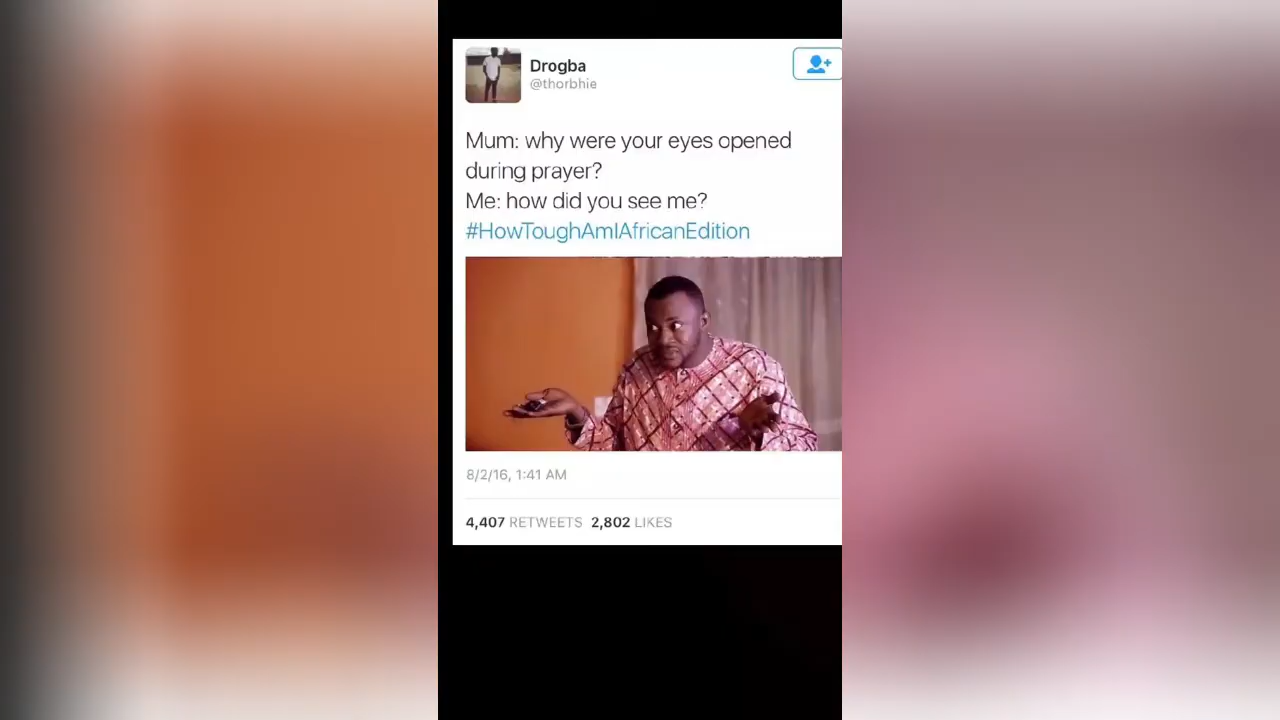 Drogba
@thorbhie
Mum: why were your eyes opened
during prayer?
Me: how did you see me?
#HowToughAmIAfricanEdition
8/2/16, 1:41 AM
4,407 RETWEETS 2,802 LIKES